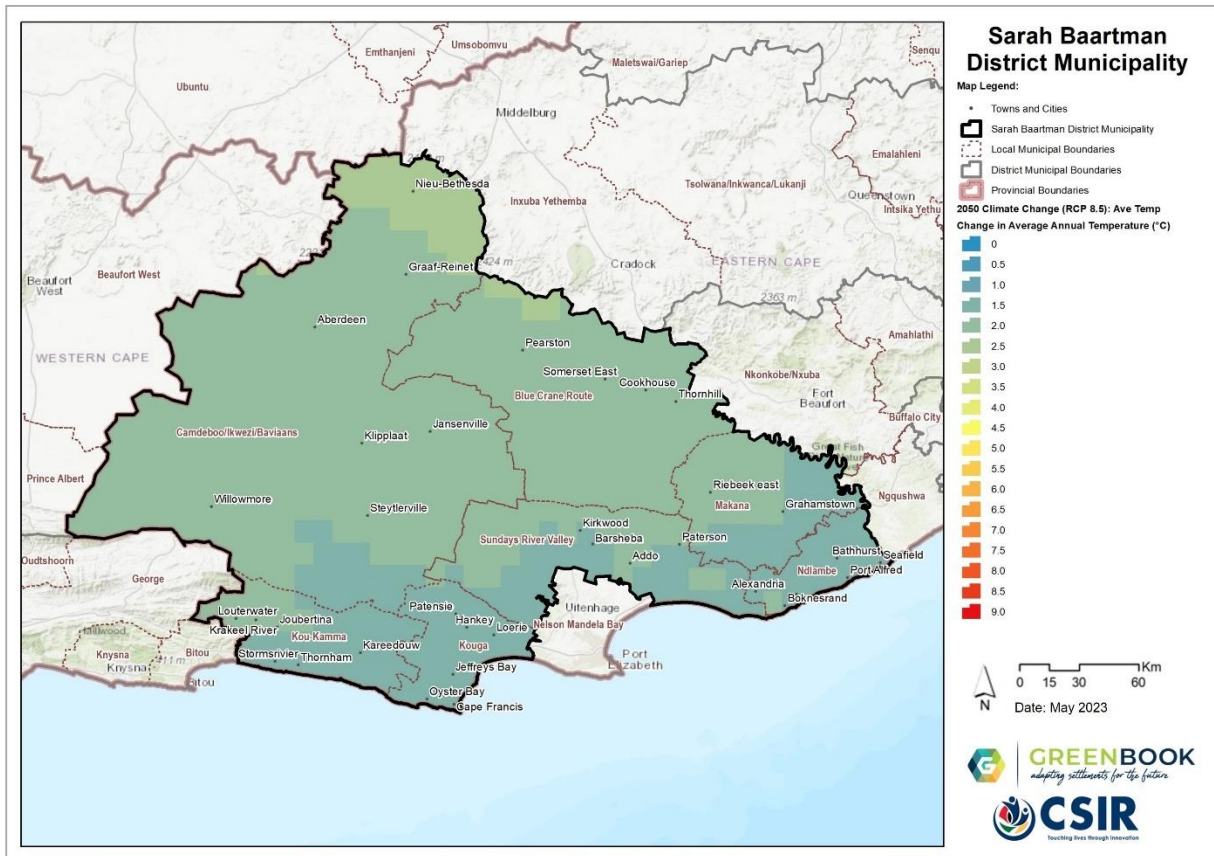 Sarah Baartman
District Municipality
Map Legend:
Towns and Cities
Sarah Baartman District Municipality
Local Municipal Boundaries
District Municipal Boundaries
Provincial Boundaries
2050 Climate Change (RCP 8.5): Ave Temp
Change in Average Annual Temperature (°C)
0
0.5
1.0
1.5
2.0
2.5
3.0
3.5
4.0
4.5
5.0
5.5
6.0
6.5
7.0
7.5
8.0
8.5
9.0
N
Km
0 15 30 60
Date: May 2023
G
GREENBOOK
adapting settlements for the future
CSIR
Touching lives through innovation
Emthanjeni
Umsobomvu
Maletswai/Gariep
Senqu
Ubuntu
Middelburg
Emalahleni
Tsolwana/Inkwanca/Lukanji
Queenstown
Intsika Yethu
Nieu-Bethesda
Inxuba Yethemba
Beaufort West
Beaufort
West
Graaf-Reinet
424 m
Cradock
EASTERN CAPE
2363 m
Aberdeen
WESTERN CAPE
Pearston
Amahlathi
Somerset East
Cookhouse
Thornhill
Nkonkobe/Nxuba
Fort
Beaufort
Blue Crane Route
Buffalo City
Camdeboo/Ikwezi/Baviaans
Jansenville
Klipplaat
Great Fish
Prince Albert
Willowmore
Steytlerville
Riebeek east
Makana
Grahamstown
Ngqushwa
Kirkwood
Sundays River Valley
Barsheba
Paterson
Addo
Bathhurst
Seafield
Ndlambe
Port Alfred
Alexandria
Boknesrand
Oudtshoorn
George
Uitenhage
Nelson Mandela Bay
Port
Elizabeth
Louterwater
Joubertina
Krakeel River
Kou-Kamma
Patensie
Hankey
Loerie
Kouga
Kareedouw
Stormsrivier
Thornham
Jeffreys Bay
Oyster Bay
Cape Francis
Millwood
Knysna
Knysna
Bitou
Bitou